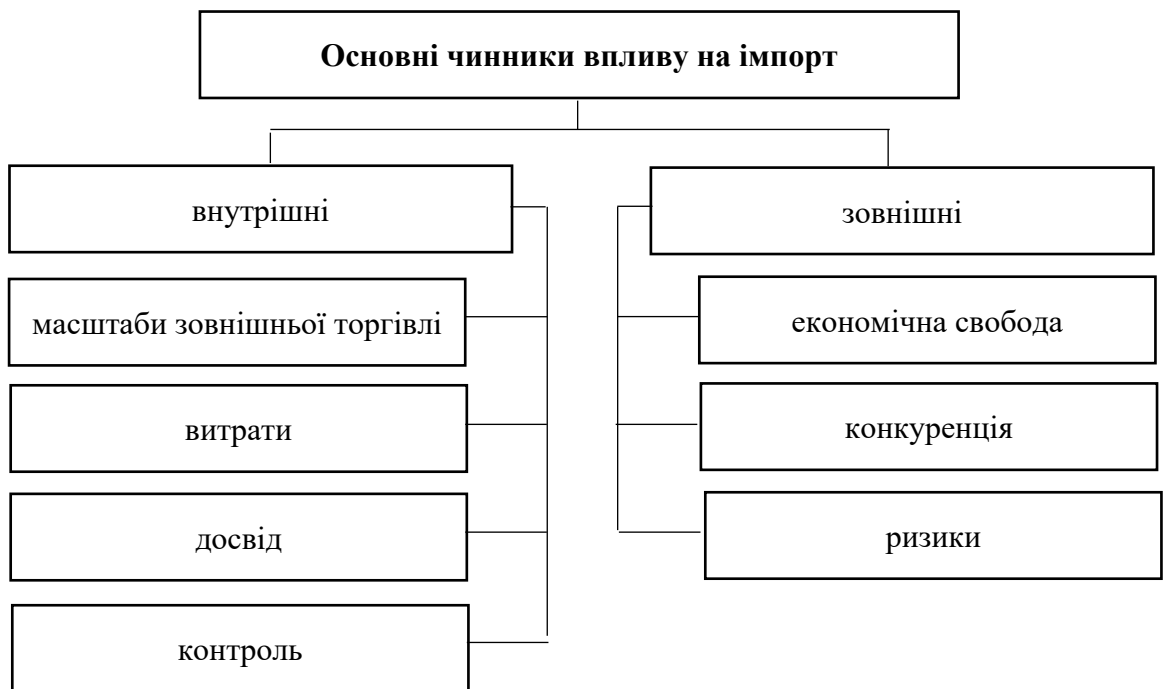 Основні чинники впливу на імпорт
внутрішні
масштаби зовнішньої торгівлі
витрати
досвід
контроль
зовнішні
економічна свобода
конкуренція
ризики